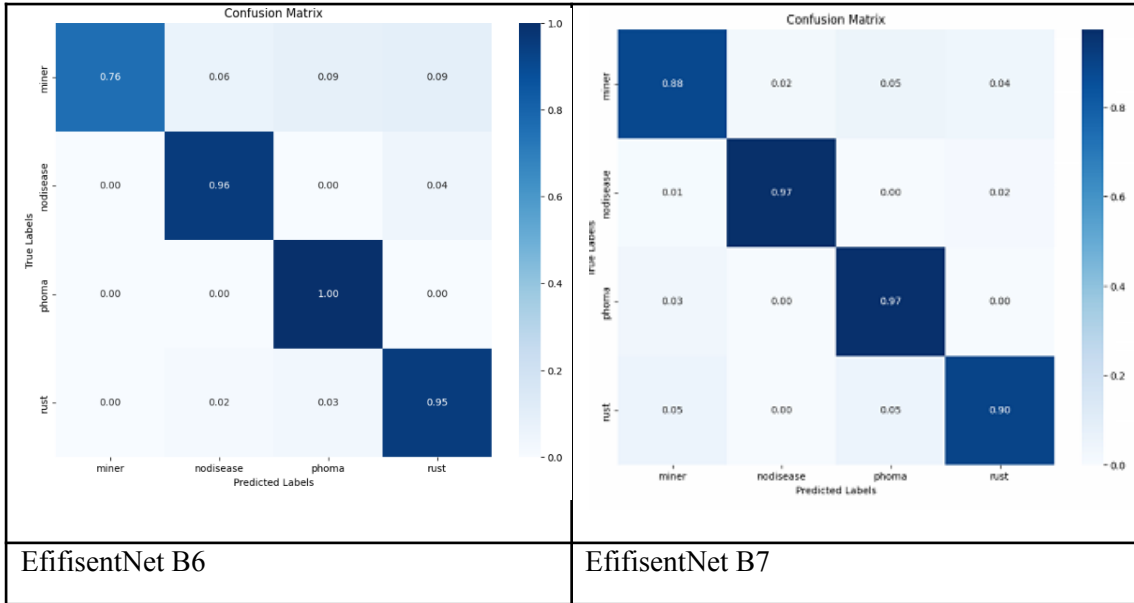 Confusion Matrix
miner
0.76 0.06 0.09 0.09
nodisease
0.00 0.96 0.00 0.04
phoma
0.00 0.00 1.00 0.00
rust
0.00 0.02 0.03 0.95
True Labels
miner nodisease phoma rust
Predicted Labels
1.0
0.8
0.6
0.4
0.2
0.0
Confusion Matrix
miner
0.88 0.02 0.05 0.04
nodisease
0.01 0.97 0.00 0.02
phoma
0.03 0.00 0.97 0.00
rust
0.05 0.00 0.05 0.90
True Labels
miner nodisease phoma rust
Predicted Labels
0.8
0.6
0.4
0.2
0.0
EfifisentNet B6
EfifisentNet B7